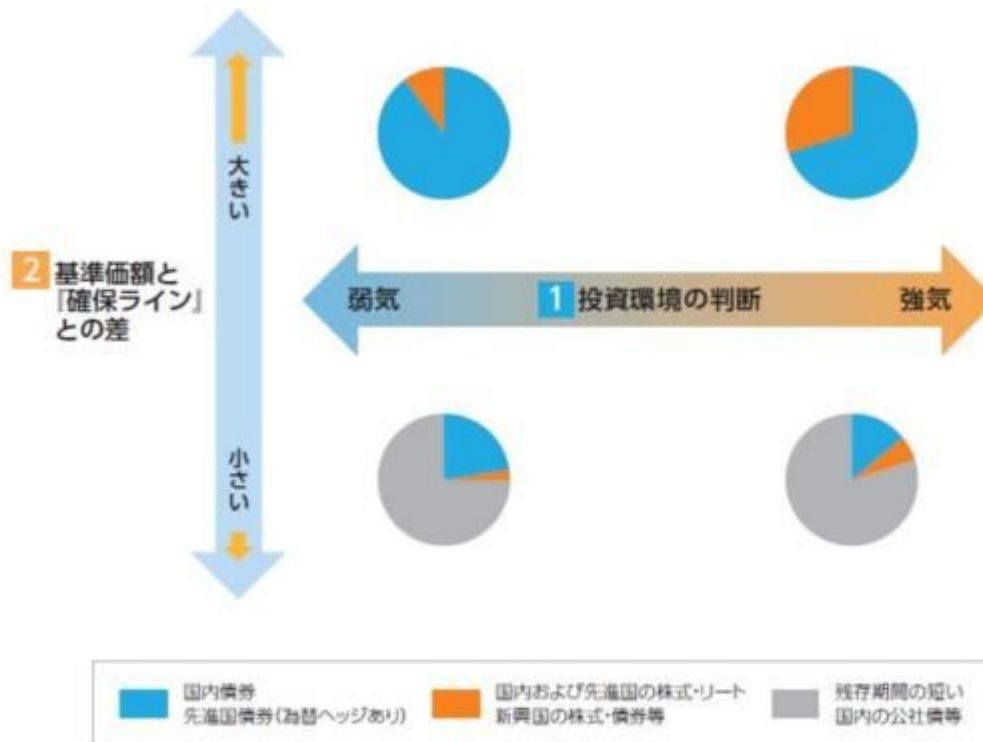 大きい
2 基準価額と
『確保ライン』
との差
小さい
弱気
1 投資環境の判断
強気
国内債券
先進国債券(為替ヘッジあり)
国内および先進国の株式・リート
新興国の株式・債券等
残存期間の短い
国内の公社債等